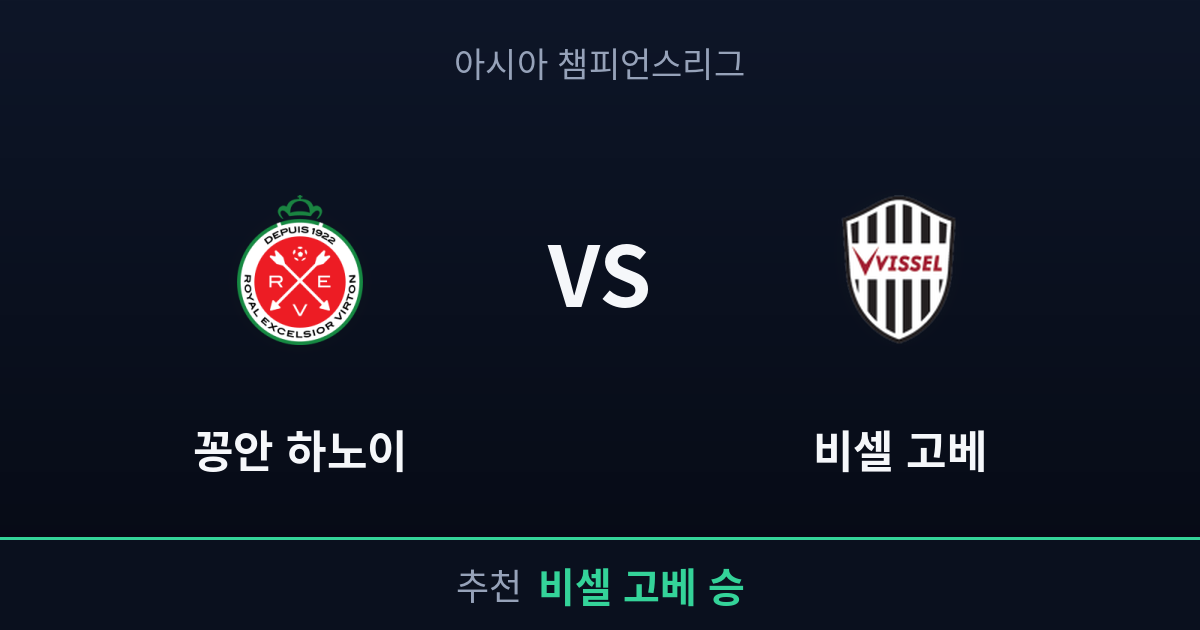 아시아 챔피언스리그
DEPUIS 1922
R E
V
ROYAL EXCELSIOR VIRTON
VS
VISSEL
꽁안 하노이
비셀 고베
추천 비셀 고베 승